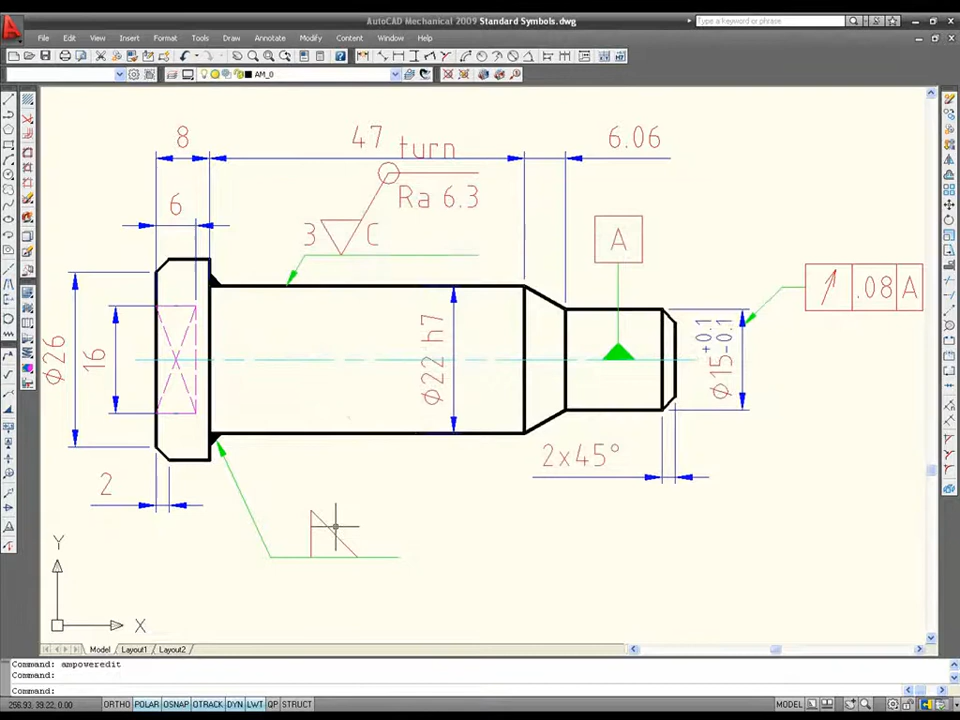 AutoCAD Mechanical 2009 Standard Symbols.dwg
Type a keyword or phrase
File Edit View Insert Format Tools Draw Annotate Modify Content Window Help
AM_0
8
47
turn
6.06
Ra 6.3
6
3
C
A
.08 A
ϕ26
16
ϕ22 h7
ϕ15 +0.1 -0.1
2x45°
2
Y
X
Model Layout1 Layout2
Command: ampoweredit
Command:
Command:
256.93, 39.22, 0.00 ORTHO POLAR OSNAP OTRACK DYN LWT QP STRUCT MODEL